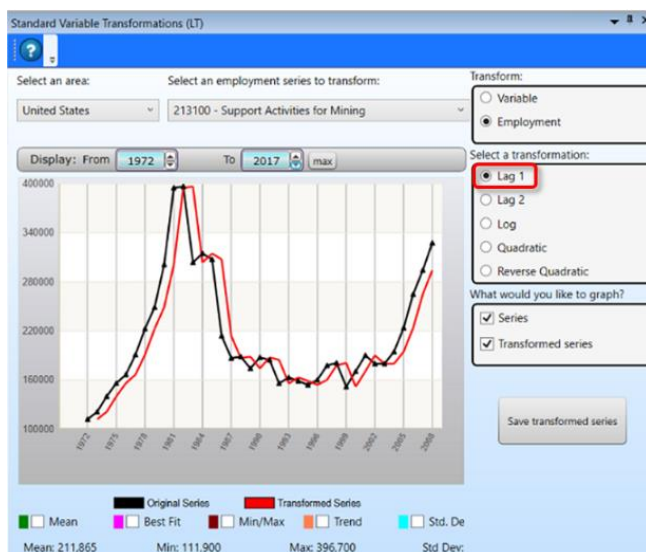 Standard Variable Transformations (LT)
?
Select an area:
Select an employment series to transform:
United States
213100 - Support Activities for Mining
Transform:
Variable
Employment
Display: From 1972 To 2017 max
Select a transformation:
Lag 1
Lag 2
Log
Quadratic
Reverse Quadratic
What would you like to graph?
Series
Transformed series
Save transformed series
400000
340000
280000
220000
160000
100000
1972 1975 1978 1981 1984 1987 1990 1993 1996 1999 2002 2005 2008
Original Series Transformed Series
Mean Best Fit Min/Max Trend Std. De
Mean: 211,865 Min: 111,900 Max: 396,700 Std Dev: